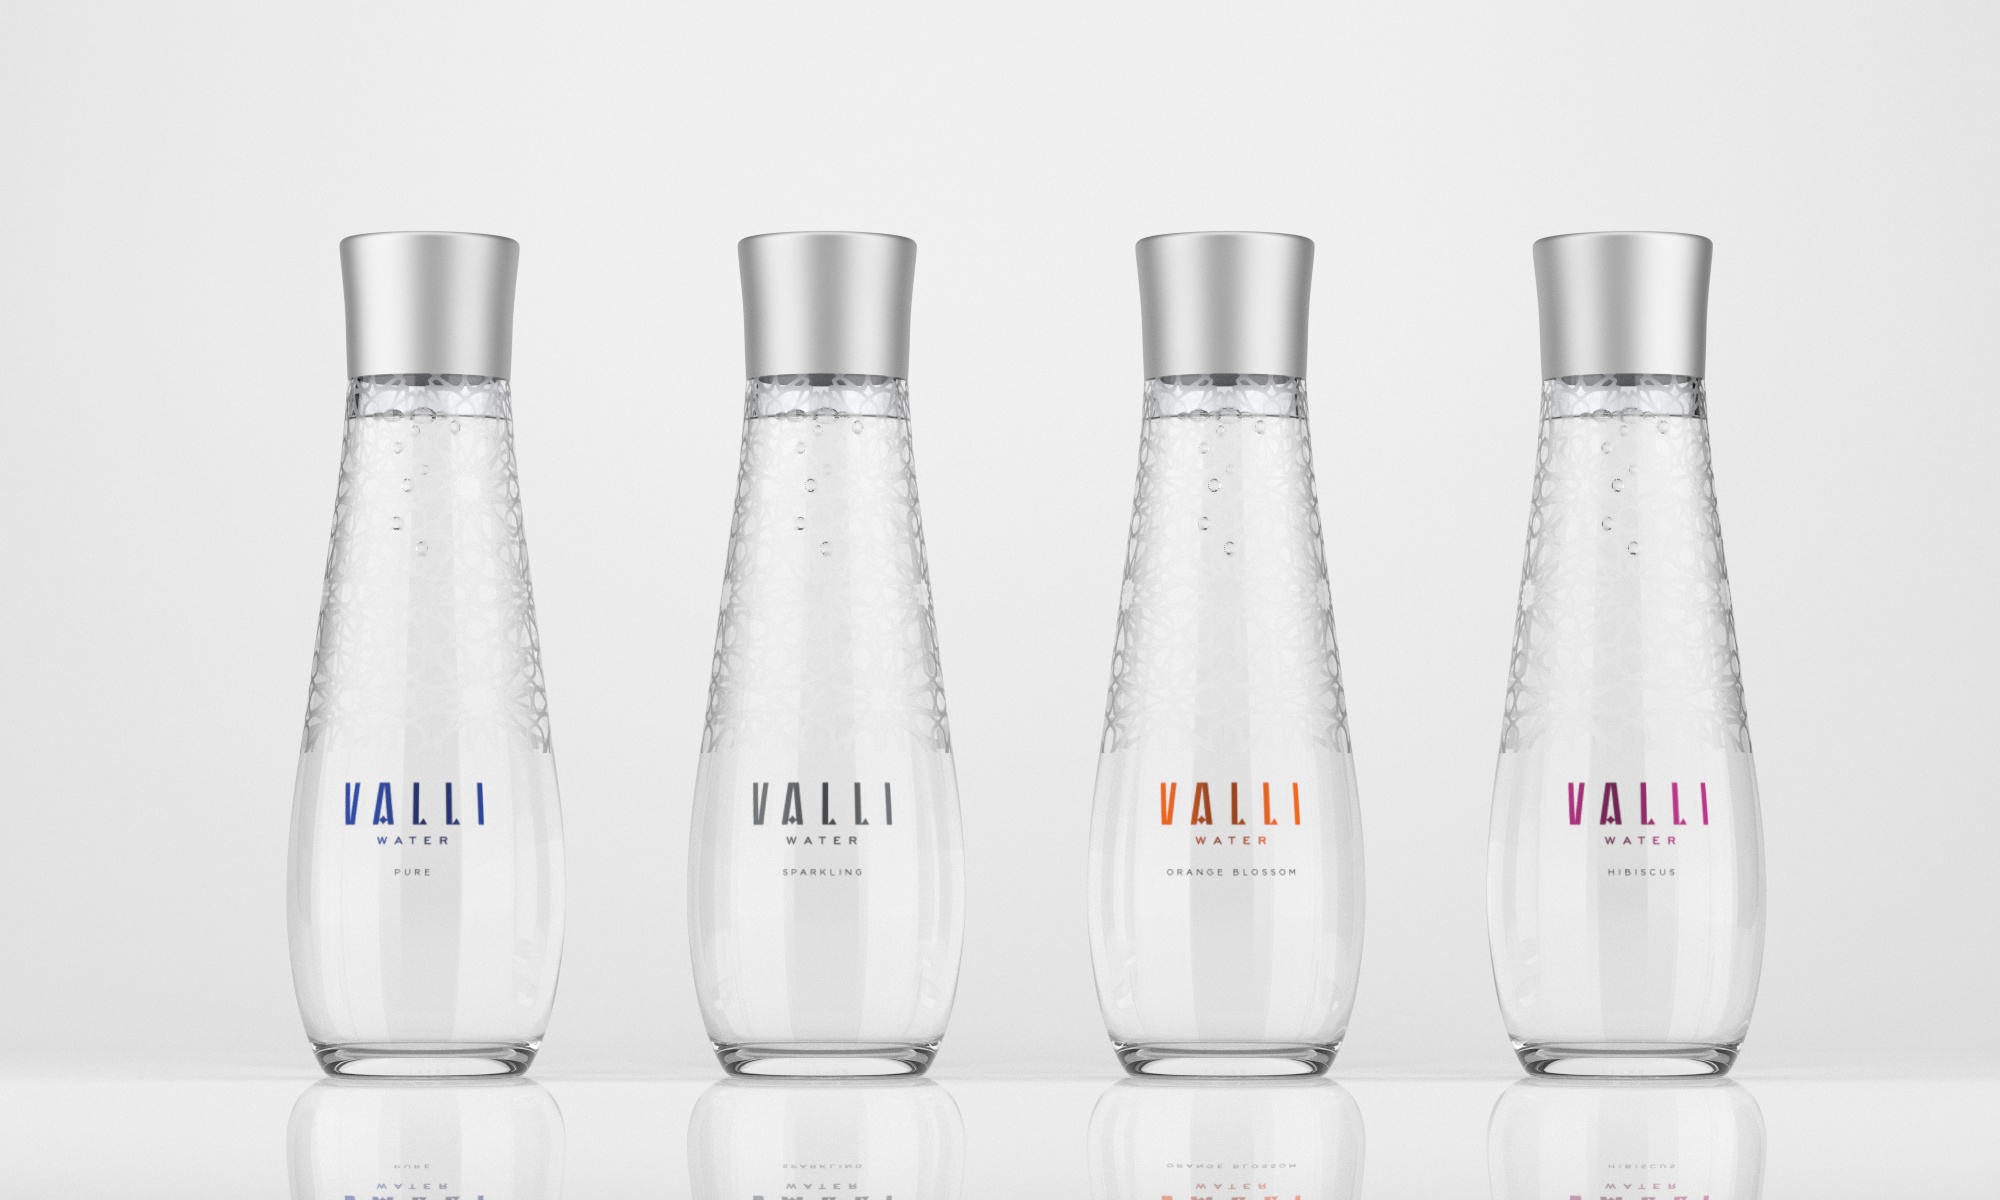 VALLI
WATER
PURE
VALLI
WATER
SPARKLING
VALLI
WATER
ORANGE BLOSSOM
VALLI
WATER
HIBISCUS